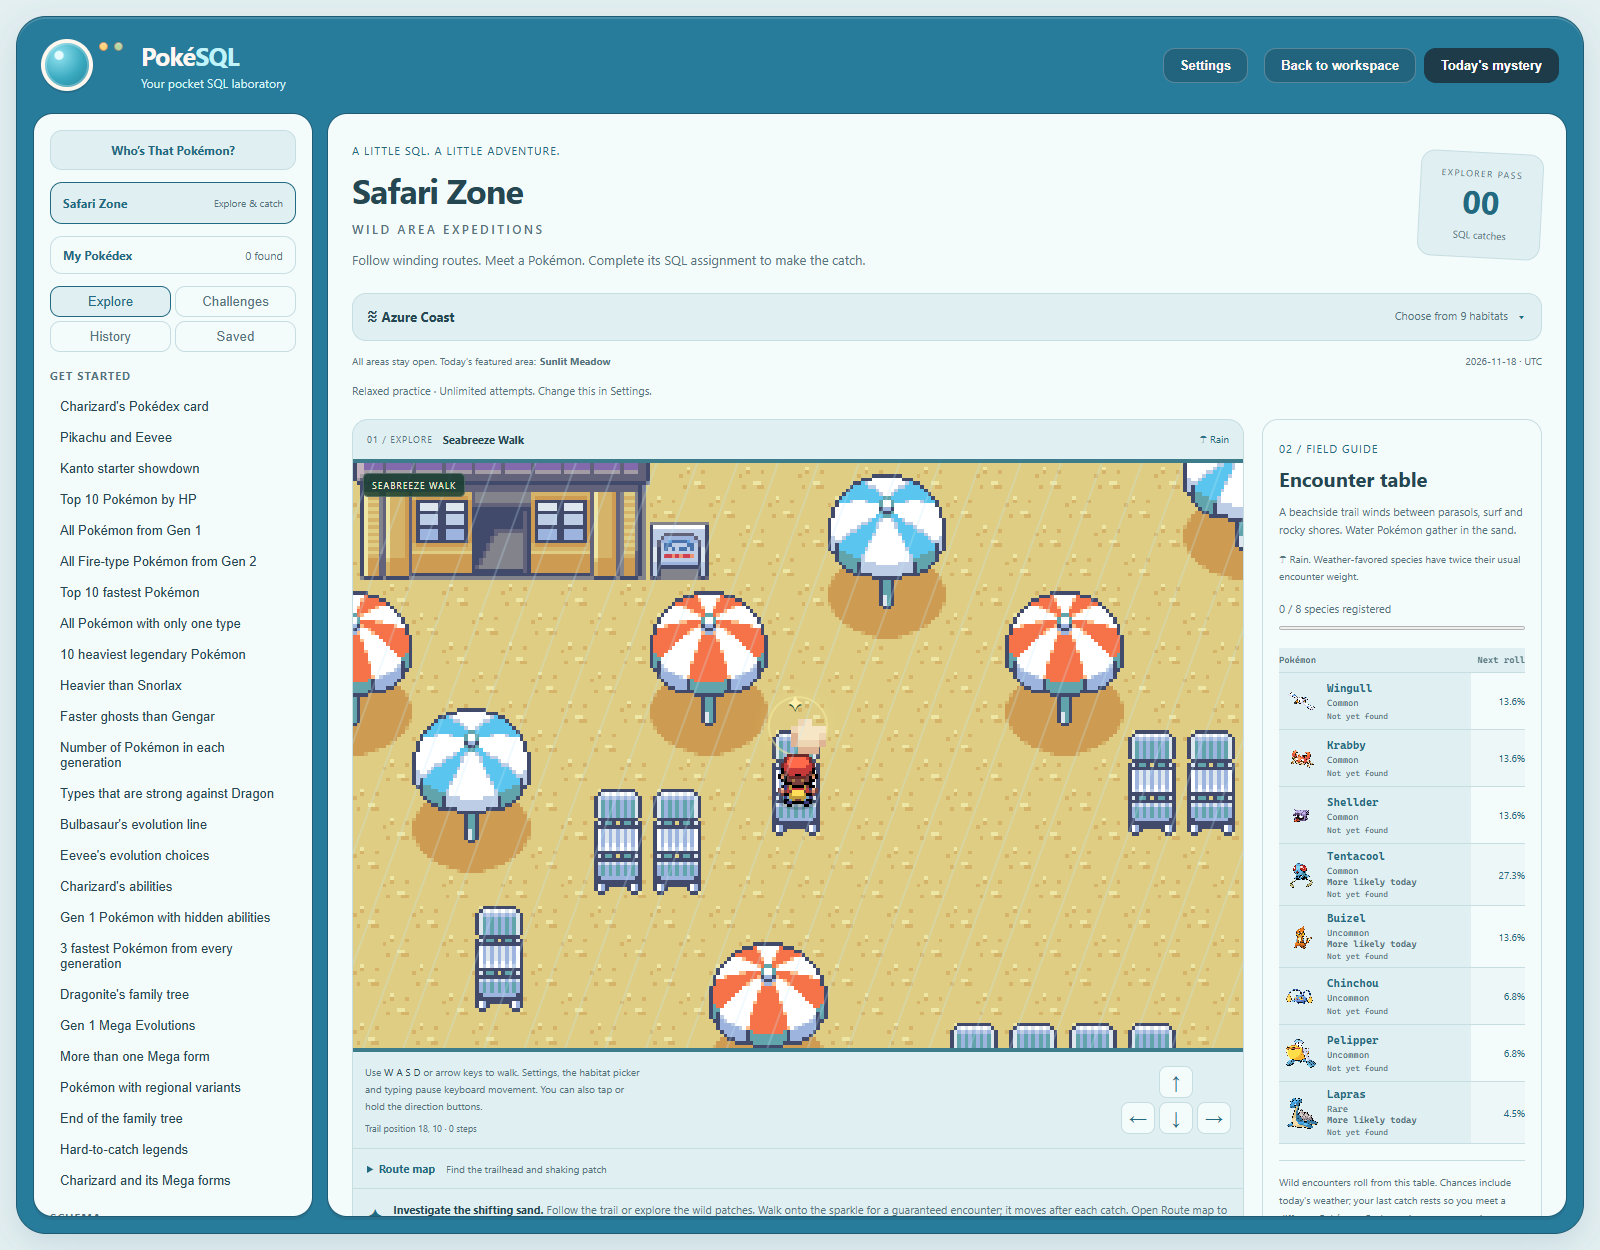 PokéSQL
Your pocket SQL laboratory
Settings
Back to workspace
Today's mystery
Who's That Pokémon?
Safari Zone
Explore & catch
My Pokédex
0 found
Explore
Challenges
History
Saved
GET STARTED
Charizard's Pokédex card
Pikachu and Eevee
Kanto starter showdown
Top 10 Pokémon by HP
All Pokémon from Gen 1
All Fire-type Pokémon from Gen 2
Top 10 fastest Pokémon
All Pokémon with only one type
10 heaviest legendary Pokémon
Heavier than Snorlax
Faster ghosts than Gengar
Number of Pokémon in each
generation
Types that are strong against Dragon
Bulbasaur's evolution line
Eevee's evolution choices
Charizard's abilities
Gen 1 Pokémon with hidden abilities
3 fastest Pokémon from every
generation
Dragonite's family tree
Gen 1 Mega Evolutions
More than one Mega form
Pokémon with regional variants
End of the family tree
Hard-to-catch legends
Charizard and its Mega forms
A LITTLE SQL. A LITTLE ADVENTURE.
Safari Zone
WILD AREA EXPEDITIONS
Follow winding routes. Meet a Pokémon. Complete its SQL assignment to make the catch.
EXPLORER PASS
00
SQL catches
Azure Coast
Choose from 9 habitats
All areas stay open. Today's featured area: Sunlit Meadow
2026-11-18 · UTC
Relaxed practice · Unlimited attempts. Change this in Settings.
01 / EXPLORE Seabreeze Walk
Rain
SEABREEZE WALK
Use W A S D or arrow keys to walk. Settings, the habitat picker
and typing pause keyboard movement. You can also tap or
hold the direction buttons.
Trail position 18, 10 · 0 steps
↑
← ↓ →
Route map Find the trailhead and shaking patch
Investigate the shifting sand. Follow the trail or explore the wild patches. Walk onto the sparkle for a guaranteed encounter; it moves after each catch. Open Route map to
02 / FIELD GUIDE
Encounter table
A beachside trail winds between parasols, surf and
rocky shores. Water Pokémon gather in the sand.
Rain. Weather-favored species have twice their usual
encounter weight.
0 / 8 species registered
Pokémon Next roll
Wingull
Common
Not yet found
13.6%
Krabby
Common
Not yet found
13.6%
Shellder
Common
Not yet found
13.6%
Tentacool
Common
More likely today
Not yet found
27.3%
Buizel
Uncommon
More likely today
Not yet found
13.6%
Chinchou
Uncommon
Not yet found
6.8%
Pelipper
Uncommon
Not yet found
6.8%
Lapras
Rare
More likely today
Not yet found
4.5%
Wild encounters roll from this table. Chances include
today's weather; your last catch rests so you meet a